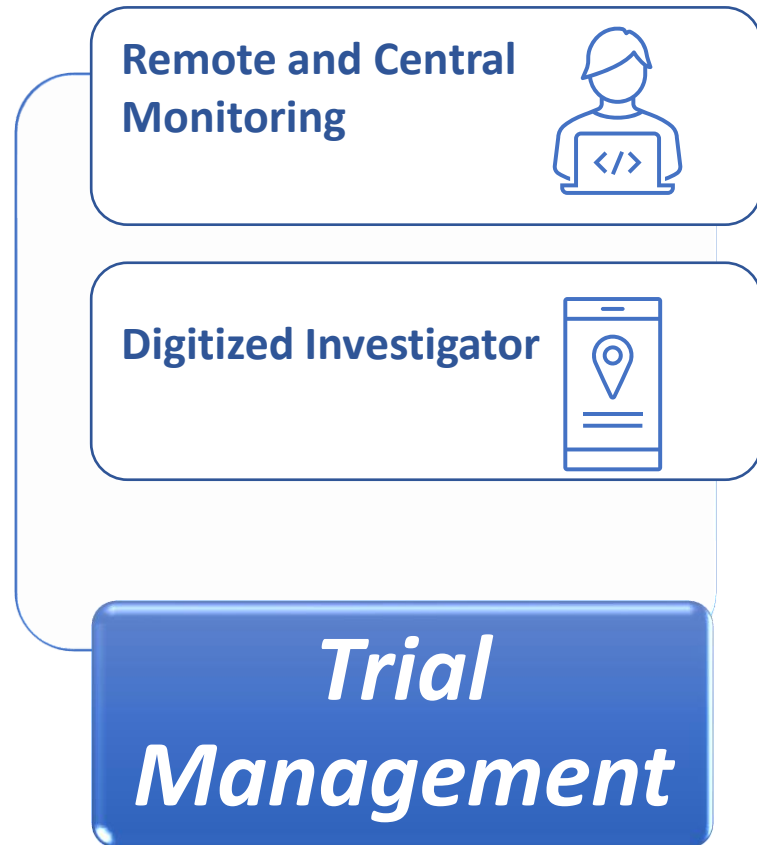 Remote and Central
Monitoring
</>
Digitized Investigator
Trial
Management